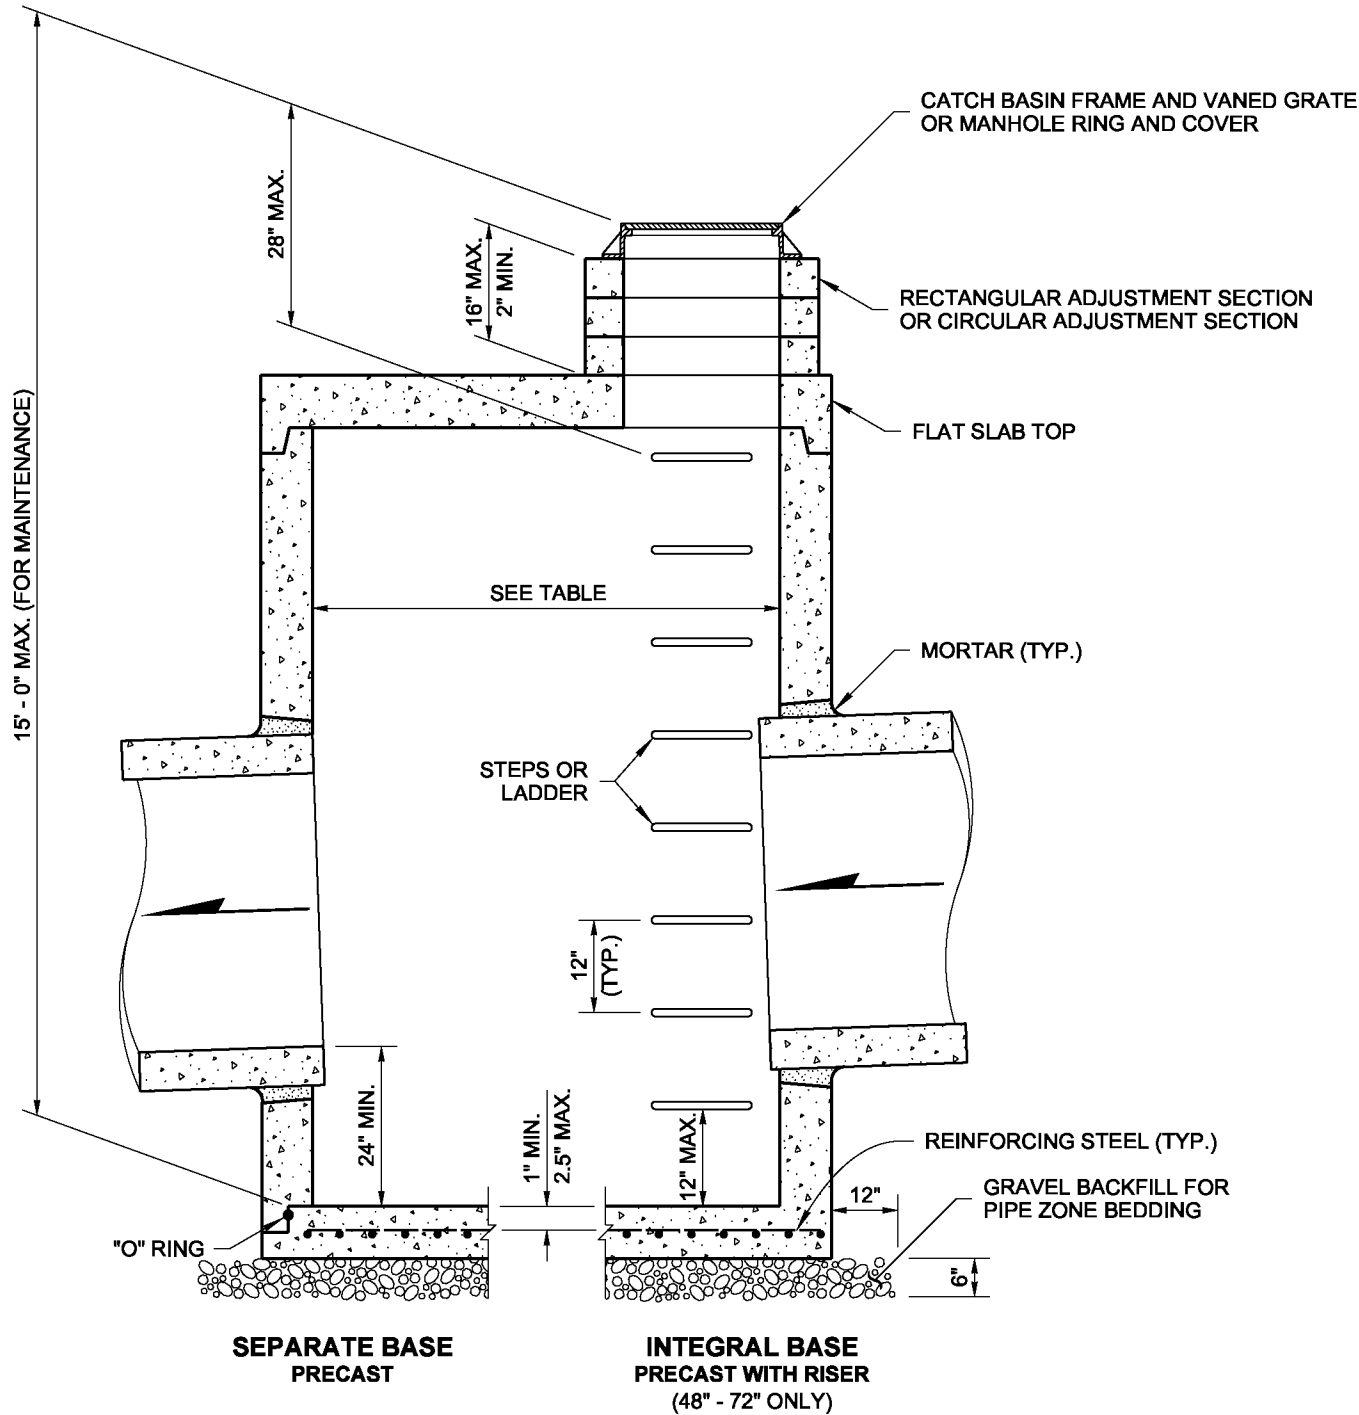 CATCH BASIN FRAME AND VANED GRATE
OR MANHOLE RING AND COVER
28" MAX.
16" MAX.
2" MIN.
RECTANGULAR ADJUSTMENT SECTION
OR CIRCULAR ADJUSTMENT SECTION
FLAT SLAB TOP
15' - 0" MAX. (FOR MAINTENANCE)
SEE TABLE
MORTAR (TYP.)
STEPS OR
LADDER
12"
(TYP.)
24" MIN.
1" MIN.
2.5" MAX.
12" MAX.
REINFORCING STEEL (TYP.)
12"
GRAVEL BACKFILL FOR
PIPE ZONE BEDDING
"O" RING
6"
SEPARATE BASE
PRECAST
INTEGRAL BASE
PRECAST WITH RISER
(48" - 72" ONLY)